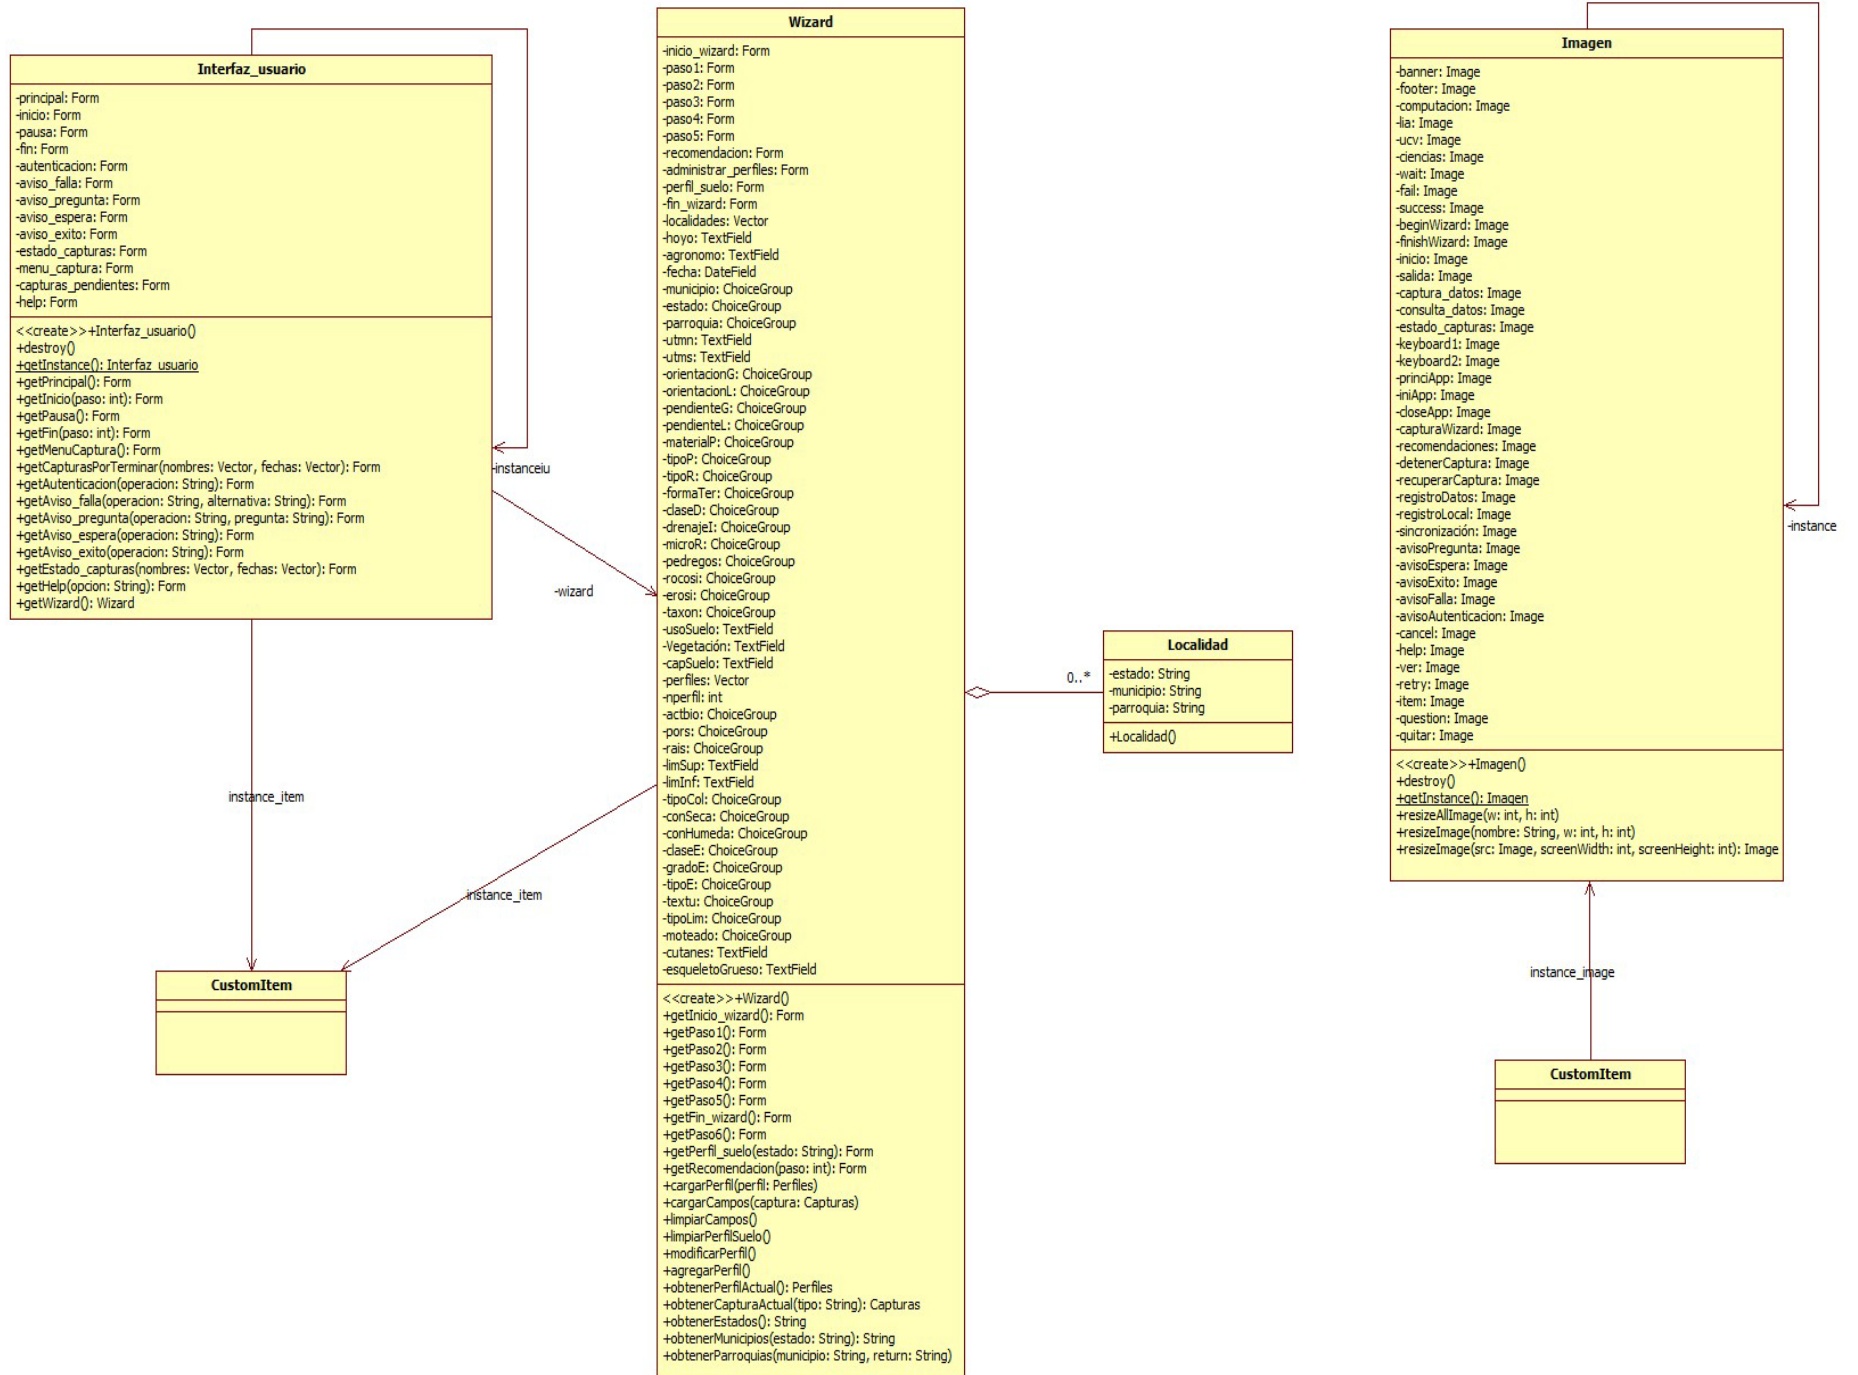 Interfaz_usuario
-principal: Form
-inicio: Form
-pausa: Form
-fin: Form
-autenticacion: Form
-aviso_falla: Form
-aviso_pregunta: Form
-aviso_espera: Form
-aviso_exito: Form
-estado_capturas: Form
-menu_captura: Form
-capturas_pendientes: Form
-help: Form
<<create>>+Interfaz_usuario()
+destroy()
+getInstance(): Interfaz_usuario
+getPrincipal(): Form
+getInicio(paso: int): Form
+getPausa(): Form
+getFin(paso: int): Form
+getMenuCaptura(): Form
+getCapturasPorTerminar(nombres: Vector, fechas: Vector): Form
+getAutenticacion(operacion: String): Form
+getAviso_falla(operacion: String, alternativa: String): Form
+getAviso_pregunta(operacion: String, pregunta: String): Form
+getAviso_espera(operacion: String): Form
+getAviso_exito(operacion: String): Form
+getEstado_capturas(nombres: Vector, fechas: Vector): Form
+getHelp(opcion: String): Form
+getWizard(): Wizard
-instanceiu
-wizard
instance_item
instance_item
CustomItem
Wizard
-inicio_wizard: Form
-paso1: Form
-paso2: Form
-paso3: Form
-paso4: Form
-paso5: Form
-recomendacion: Form
-administrar_perfiles: Form
-perfil_suelo: Form
-fin_wizard: Form
-localidades: Vector
-hoyo: TextField
-agronomo: TextField
-fecha: DateField
-municipio: ChoiceGroup
-estado: ChoiceGroup
-parroquia: ChoiceGroup
-utmn: TextField
-utms: TextField
-orientacionG: ChoiceGroup
-orientacionL: ChoiceGroup
-pendienteG: ChoiceGroup
-pendienteL: ChoiceGroup
-materialP: ChoiceGroup
-tipoP: ChoiceGroup
-tipoR: ChoiceGroup
-formaTer: ChoiceGroup
-claseD: ChoiceGroup
-drenajeI: ChoiceGroup
-microR: ChoiceGroup
-pedregos: ChoiceGroup
-rocosi: ChoiceGroup
-erosi: ChoiceGroup
-taxon: ChoiceGroup
-usoSuelo: TextField
-Vegetación: TextField
-capSuelo: TextField
-perfiles: Vector
-nperfil: int
-actbio: ChoiceGroup
-pors: ChoiceGroup
-rais: ChoiceGroup
-limSup: TextField
-limInf: TextField
-tipoCol: ChoiceGroup
-conSeca: ChoiceGroup
-conHumeda: ChoiceGroup
-claseE: ChoiceGroup
-gradoE: ChoiceGroup
-tipoE: ChoiceGroup
-textu: ChoiceGroup
-tipoLim: ChoiceGroup
-moteado: ChoiceGroup
-cutanes: TextField
-esqueletoGrueso: TextField
<<create>>+Wizard()
+getInicio_wizard(): Form
+getPaso1(): Form
+getPaso2(): Form
+getPaso3(): Form
+getPaso4(): Form
+getPaso5(): Form
+getFin_wizard(): Form
+getPaso6(): Form
+getPerfil_suelo(estado: String): Form
+getRecomendacion(paso: int): Form
+cargarPerfil(perfil: Perfiles)
+cargarCampos(captura: Capturas)
+limpiarCampos()
+limpiarPerfilSuelo()
+modificarPerfil()
+agregarPerfil()
+obtenerPerfilActual(): Perfiles
+obtenerCapturaActual(tipo: String): Capturas
+obtenerEstados(): String
+obtenerMunicipios(estado: String): String
+obtenerParroquias(municipio: String, return: String)
0..*
Localidad
-estado: String
-municipio: String
-parroquia: String
+Localidad()
Imagen
-banner: Image
-footer: Image
-computacion: Image
-lia: Image
-ucv: Image
-ciencias: Image
-wait: Image
-fail: Image
-success: Image
-beginWizard: Image
-finishWizard: Image
-inicio: Image
-salida: Image
-captura_datos: Image
-consulta_datos: Image
-estado_capturas: Image
-keyboard1: Image
-keyboard2: Image
-princiApp: Image
-iniApp: Image
-closeApp: Image
-capturaWizard: Image
-recomendaciones: Image
-detenerCaptura: Image
-recuperarCaptura: Image
-registroDatos: Image
-registroLocal: Image
-sincronización: Image
-avisoPregunta: Image
-avisoEspera: Image
-avisoExito: Image
-avisoFalla: Image
-avisoAutenticacion: Image
-cancel: Image
-help: Image
-ver: Image
-retry: Image
-item: Image
-question: Image
-quitar: Image
<<create>>+Imagen()
+destroy()
+getInstance(): Imagen
+resizeAllImage(w: int, h: int)
+resizeImage(nombre: String, w: int, h: int)
+resizeImage(src: Image, screenWidth: int, screenHeight: int): Image
-instance
instance_image
CustomItem